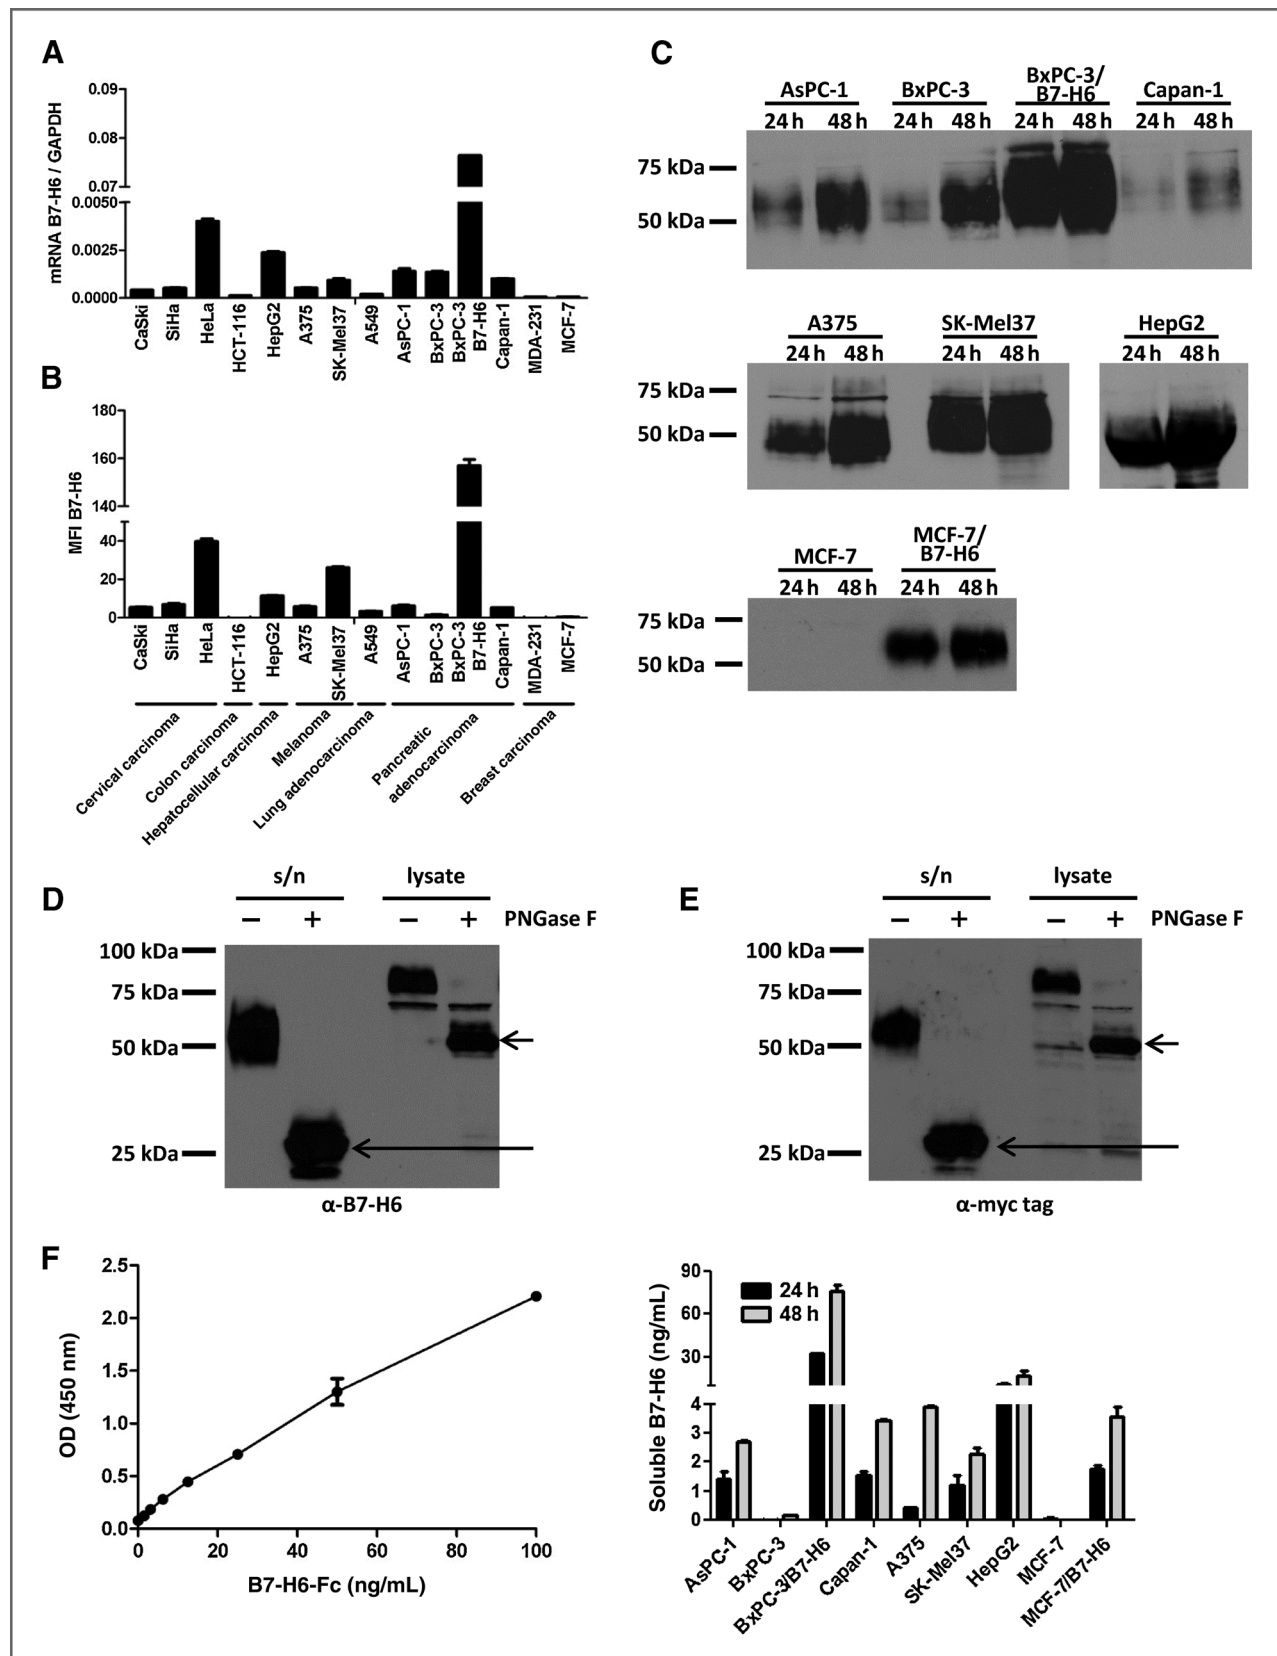 A
mRNA B7-H6 / GAPDH
0.09
0.08
0.07
0.0050
0.0025
0.0000
CaSki
SiHa
HeLa
HCT-116
HepG2
A375
SK-Mel37
A549
AsPC-1
BxPC-3
BxPC-3
B7-H6
Capan-1
MDA-231
MCF-7
B
MFI B7-H6
180
160
140
40
20
0
CaSki
SiHa
HeLa
HCT-116
HepG2
A375
SK-Mel37
A549
AsPC-1
BxPC-3
BxPC-3
B7-H6
Capan-1
MDA-231
MCF-7
Cervical carcinoma
Colon carcinoma
Hepatocellular carcinoma
Melanoma
Lung adenocarcinoma
Pancreatic
adenocarcinoma
Breast carcinoma
C
AsPC-1 BxPC-3 BxPC-3/ B7-H6 Capan-1
24 h 48 h 24 h 48 h 24 h 48 h 24 h 48 h
75 kDa
50 kDa
A375 SK-Mel37 HepG2
24 h 48 h 24 h 48 h 24 h 48 h
75 kDa
50 kDa
MCF-7 MCF-7/ B7-H6
24 h 48 h 24 h 48 h
75 kDa
50 kDa
D
s/n lysate
− + − + PNGase F
100 kDa
75 kDa
50 kDa
25 kDa
α-B7-H6
E
s/n lysate
− + − + PNGase F
100 kDa
75 kDa
50 kDa
25 kDa
α-myc tag
F
OD (450 nm)
2.5
2.0
1.5
1.0
0.5
0.0
0 20 40 60 80 100
B7-H6-Fc (ng/mL)
Soluble B7-H6 (ng/mL)
90
60
30
4
3
2
1
0
24 h
48 h
AsPC-1
BxPC-3
BxPC-3/B7-H6
Capan-1
A375
SK-Mel37
HepG2
MCF-7
MCF-7/B7-H6